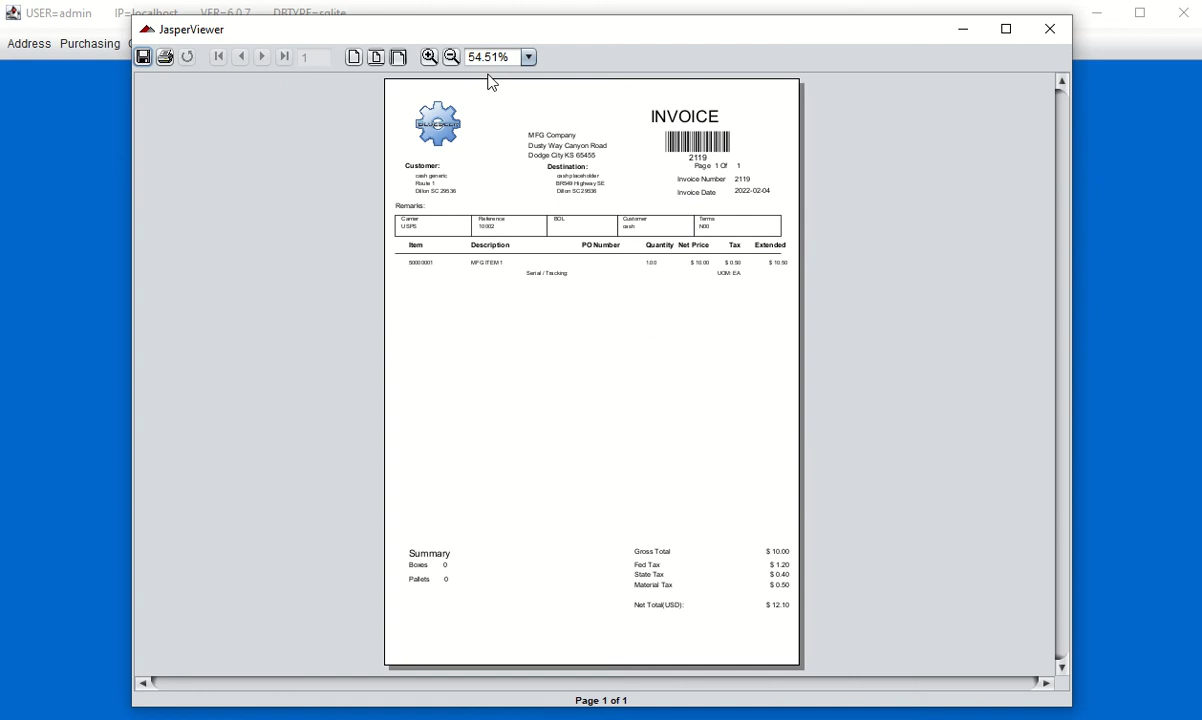 USER=admin IP=localhost VER=6.0.7 DBTYPE=sqlite
JasperViewer
Address Purchasing
1
54.51%
INVOICE
MFG Company
Dusty Way Canyon Road
Dodge City KS 65455
2119
Customer:
cash generic
Route 1
Dillon SC 29536
Destination:
cash placeholder
BR549 Highway SE
Dillon SC 29536
Page 1 Of 1
Invoice Number 2119
Invoice Date 2022-02-04
Remarks:
Carrier Reference BOL Customer Terms
USPS 10002 cash N00
Item Description PO Number Quantity Net Price Tax Extended
50000001 MFG ITEM 1 1.00 $ 10.00 $ 0.50 $ 10.50
Serial / Tracking UOM: EA
Summary
Boxes 0
Pallets 0
Gross Total $ 10.00
Fed Tax $ 1.20
State Tax $ 0.40
Material Tax $ 0.50
Net Total(USD): $ 12.10
Page 1 of 1